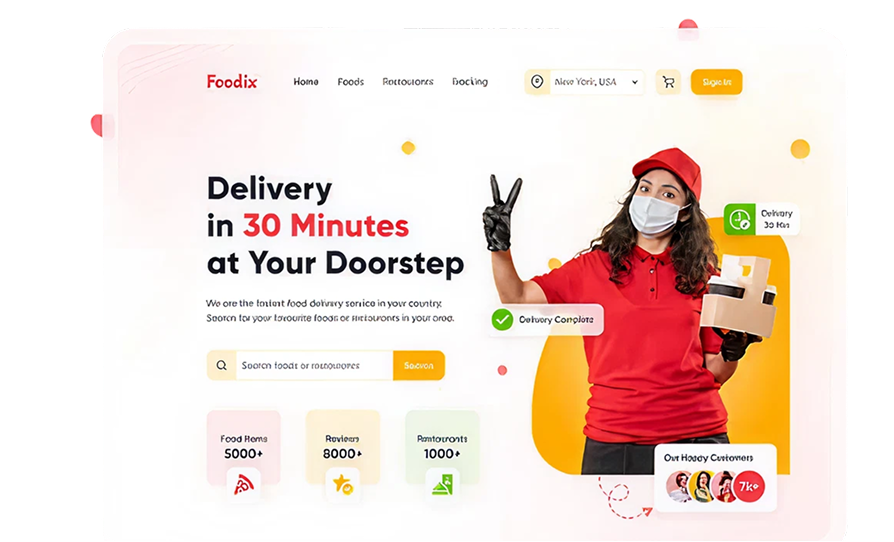 Foodix
Home Foods Restaurants Booking
New York, USA
Sign In
Delivery
in 30 Minutes
at Your Doorstep
Delivery
30 Min
We are the fastest food delivery service in your country.
Search for your favourite foods or restaurants in your area.
Delivery Complete
Search foods or restaurants
Search
Food Items
5000+
Reviews
8000+
Restaurants
1000+
Our Happy Customers
7k+